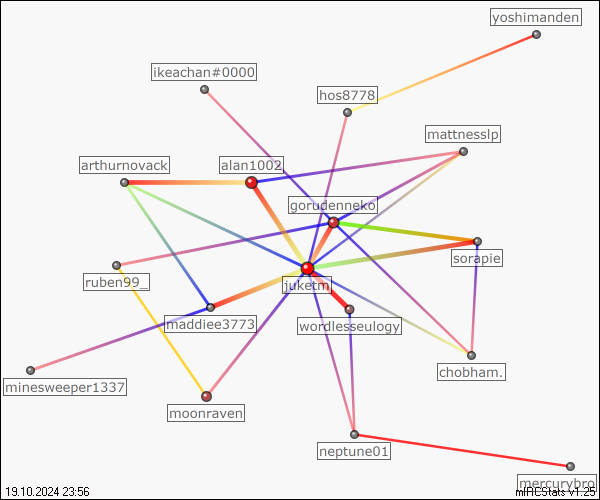 yoshimanden
ikeachan#0000
hos8778
mattnesslp
arthurnovack
alan1002
gorudenneko
sorapie
ruben99_
juketm
maddiee3773
wordlesseulogy
chobham.
minesweeper1337
moonraven
neptune01
mercurybro
19.10.2024 23:56
mIRCStats v1.25